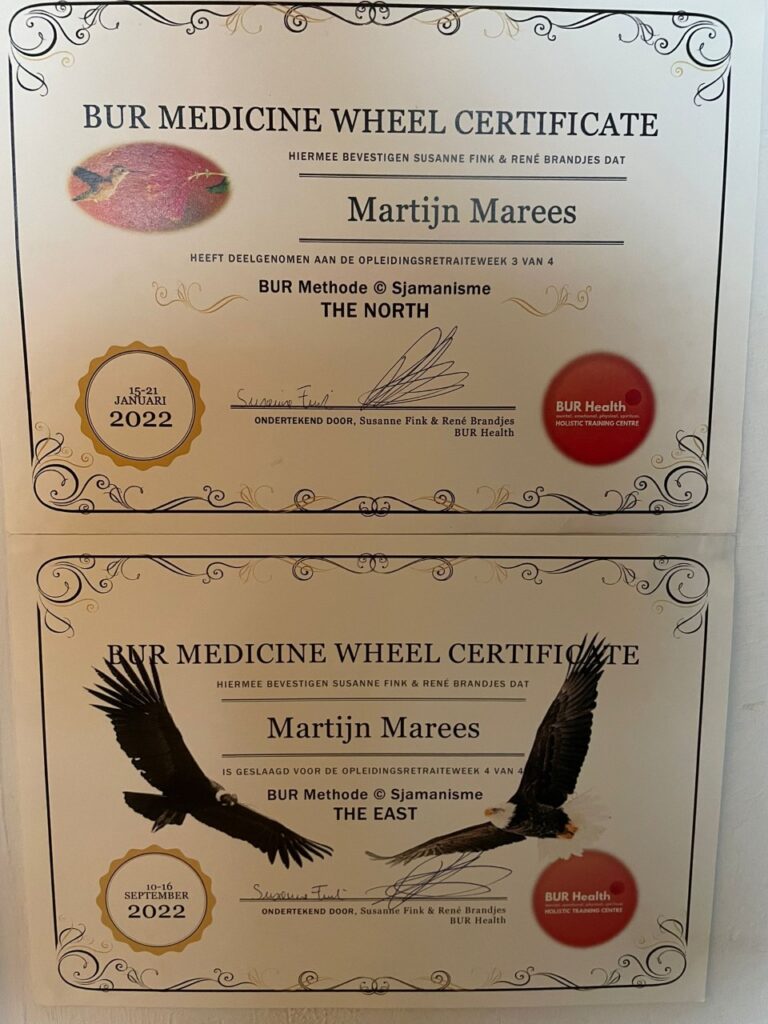 BUR MEDICINE WHEEL CERTIFICATE
HIERMEE BEVESTIGEN SUSANNE FINK & RENÉ BRANDJES DAT
Martijn Marees
HEEFT DEELGENOMEN AAN DE OPLEIDINGSRETRAITEWEEK 3 VAN 4
BUR Methode © Sjamanisme
THE NORTH
15-21
JANUARI
2022
Susanne Fink
ONDERTEKEND DOOR, Susanne Fink & René Brandjes
BUR Health
BUR Health
mental, emotional, physical, spiritual
HOLISTIC TRAINING CENTRE
BUR MEDICINE WHEEL CERTIFICATE
HIERMEE BEVESTIGEN SUSANNE FINK & RENÉ BRANDJES DAT
Martijn Marees
IS GESLAAGD VOOR DE OPLEIDINGSRETRAITEWEEK 4 VAN 4
BUR Methode © Sjamanisme
THE EAST
10-16
SEPTEMBER
2022
Susanne Fink
ONDERTEKEND DOOR, Susanne Fink & René Brandjes
BUR Health
BUR Health
HOLISTIC TRAINING CENTRE